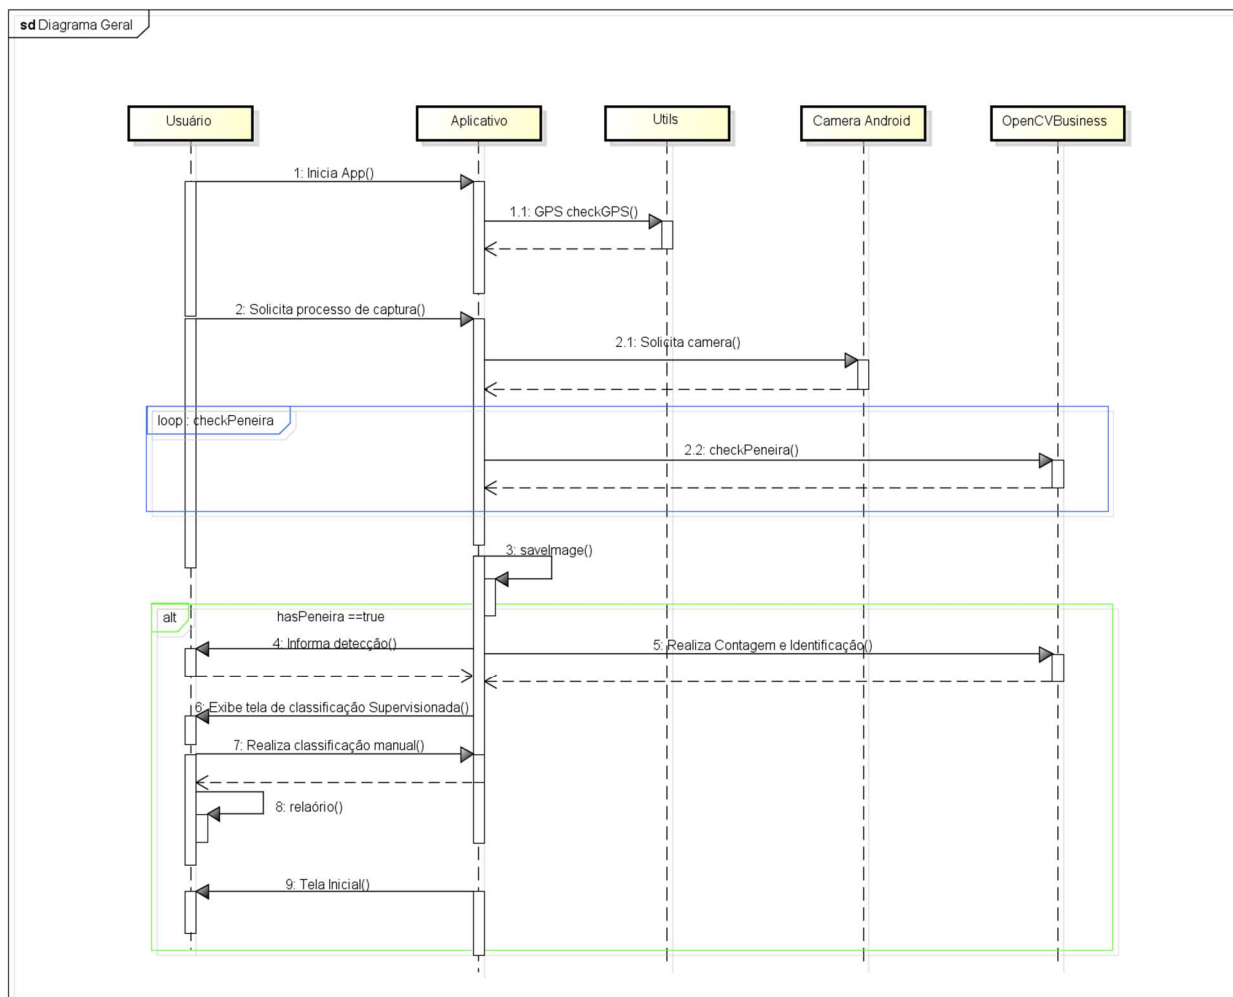 sd Diagrama Geral
Usuário
Aplicativo
Utils
Camera Android
OpenCVBusiness
1: Inicia App()
1.1: GPS checkGPS()
2: Solicita processo de captura()
2.1: Solicita camera()
loop : checkPeneira
2.2: checkPeneira()
3: saveImage()
alt
hasPeneira ==true
4: Informa detecção()
5: Realiza Contagem e Identificação()
6: Exibe tela de classificação Supervisionada()
7: Realiza classificação manual()
8: relaório()
9: Tela Inicial()